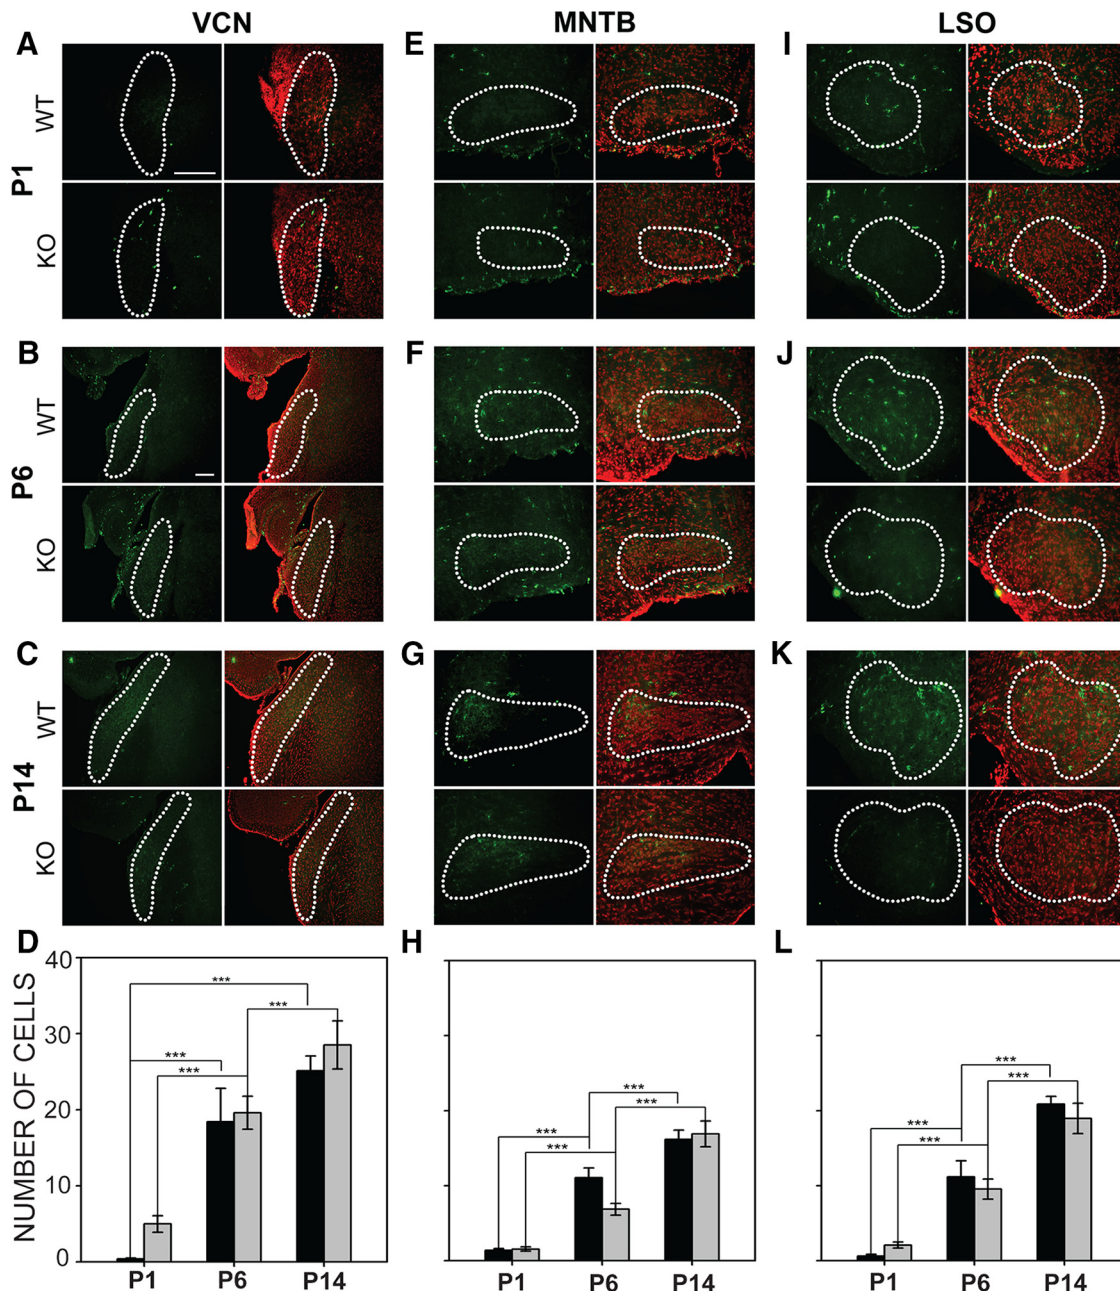 VCN MNTB LSO
A E I
WT
P1
KO
B F J
WT
P6
KO
C G K
WT
P14
KO
D H L
NUMBER OF CELLS
40
30
20
10
0
*** *** *** ***
*** *** *** ***
*** *** *** ***
P1 P6 P14 P1 P6 P14 P1 P6 P14